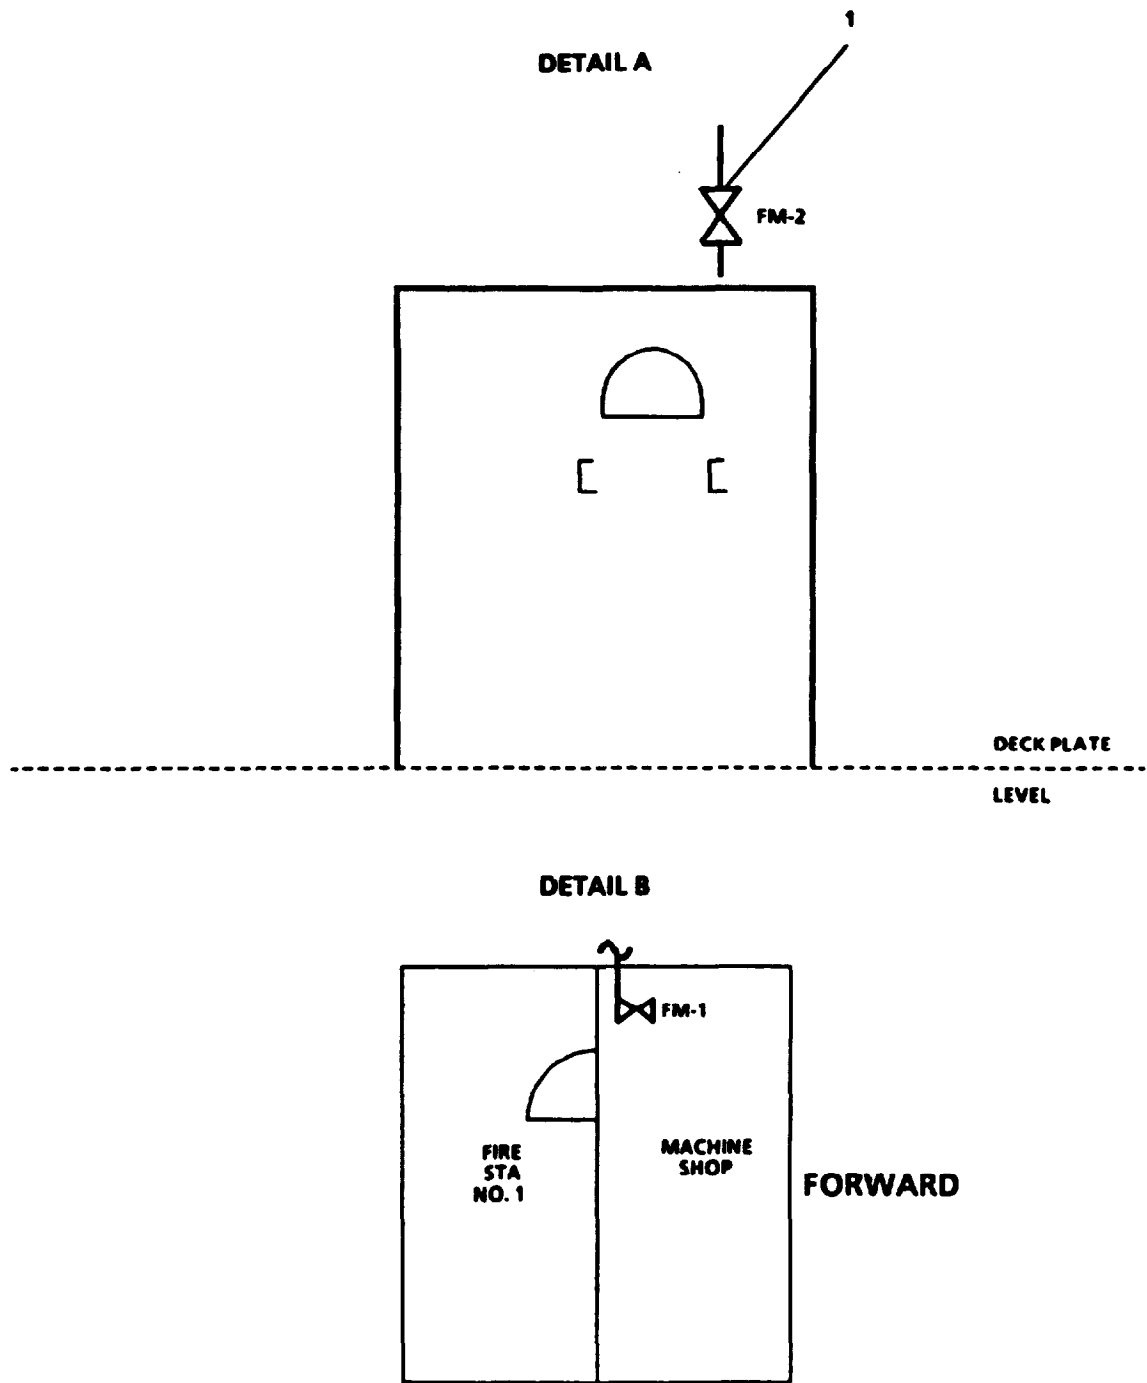 1
DETAIL A
FM-2
DECK PLATE
LEVEL
DETAIL B
FM-1
FIRE
STA
NO. 1
MACHINE
SHOP
FORWARD